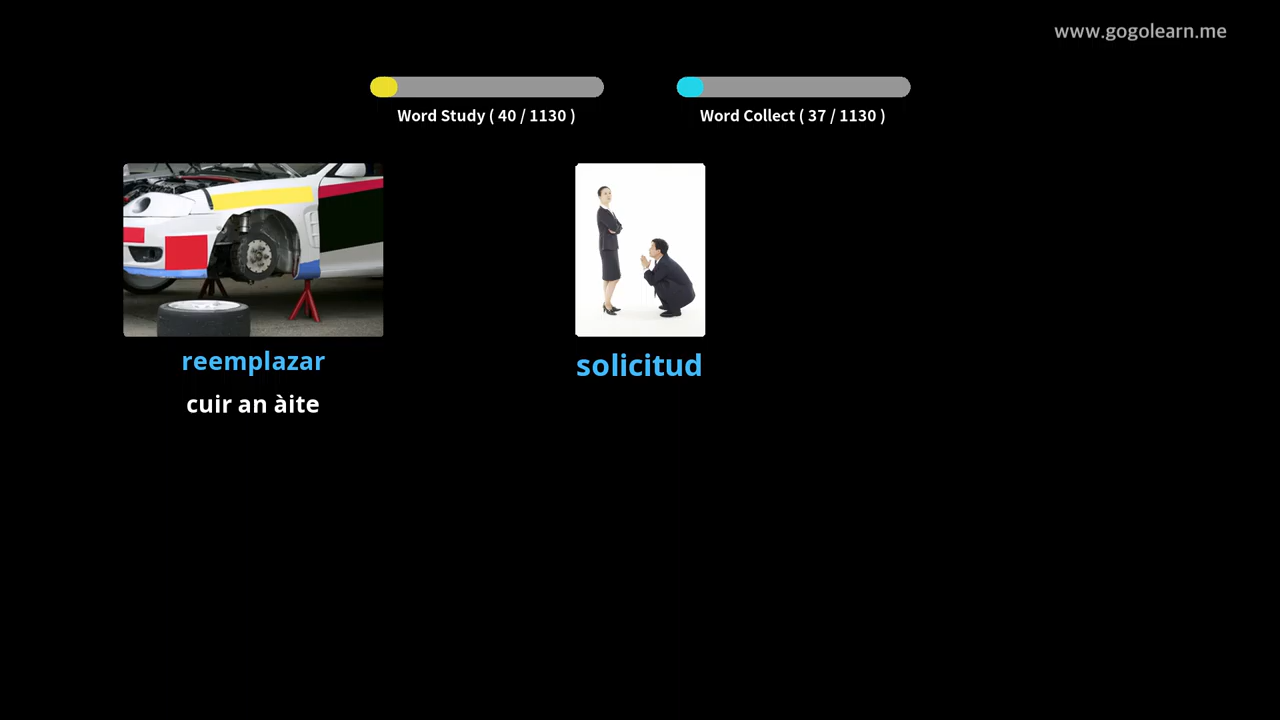 www.gogolearn.me
Word Study ( 40 / 1130 )
Word Collect ( 37 / 1130 )
reemplazar
cuir an àite
solicitud